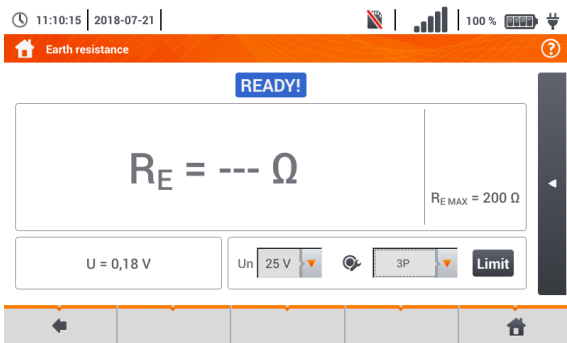 11:10:15 2018-07-21 100 %
Earth resistance ?
READY!
RE = --- Ω
RE MAX = 200 Ω
U = 0,18 V
Un 25 V 3P Limit